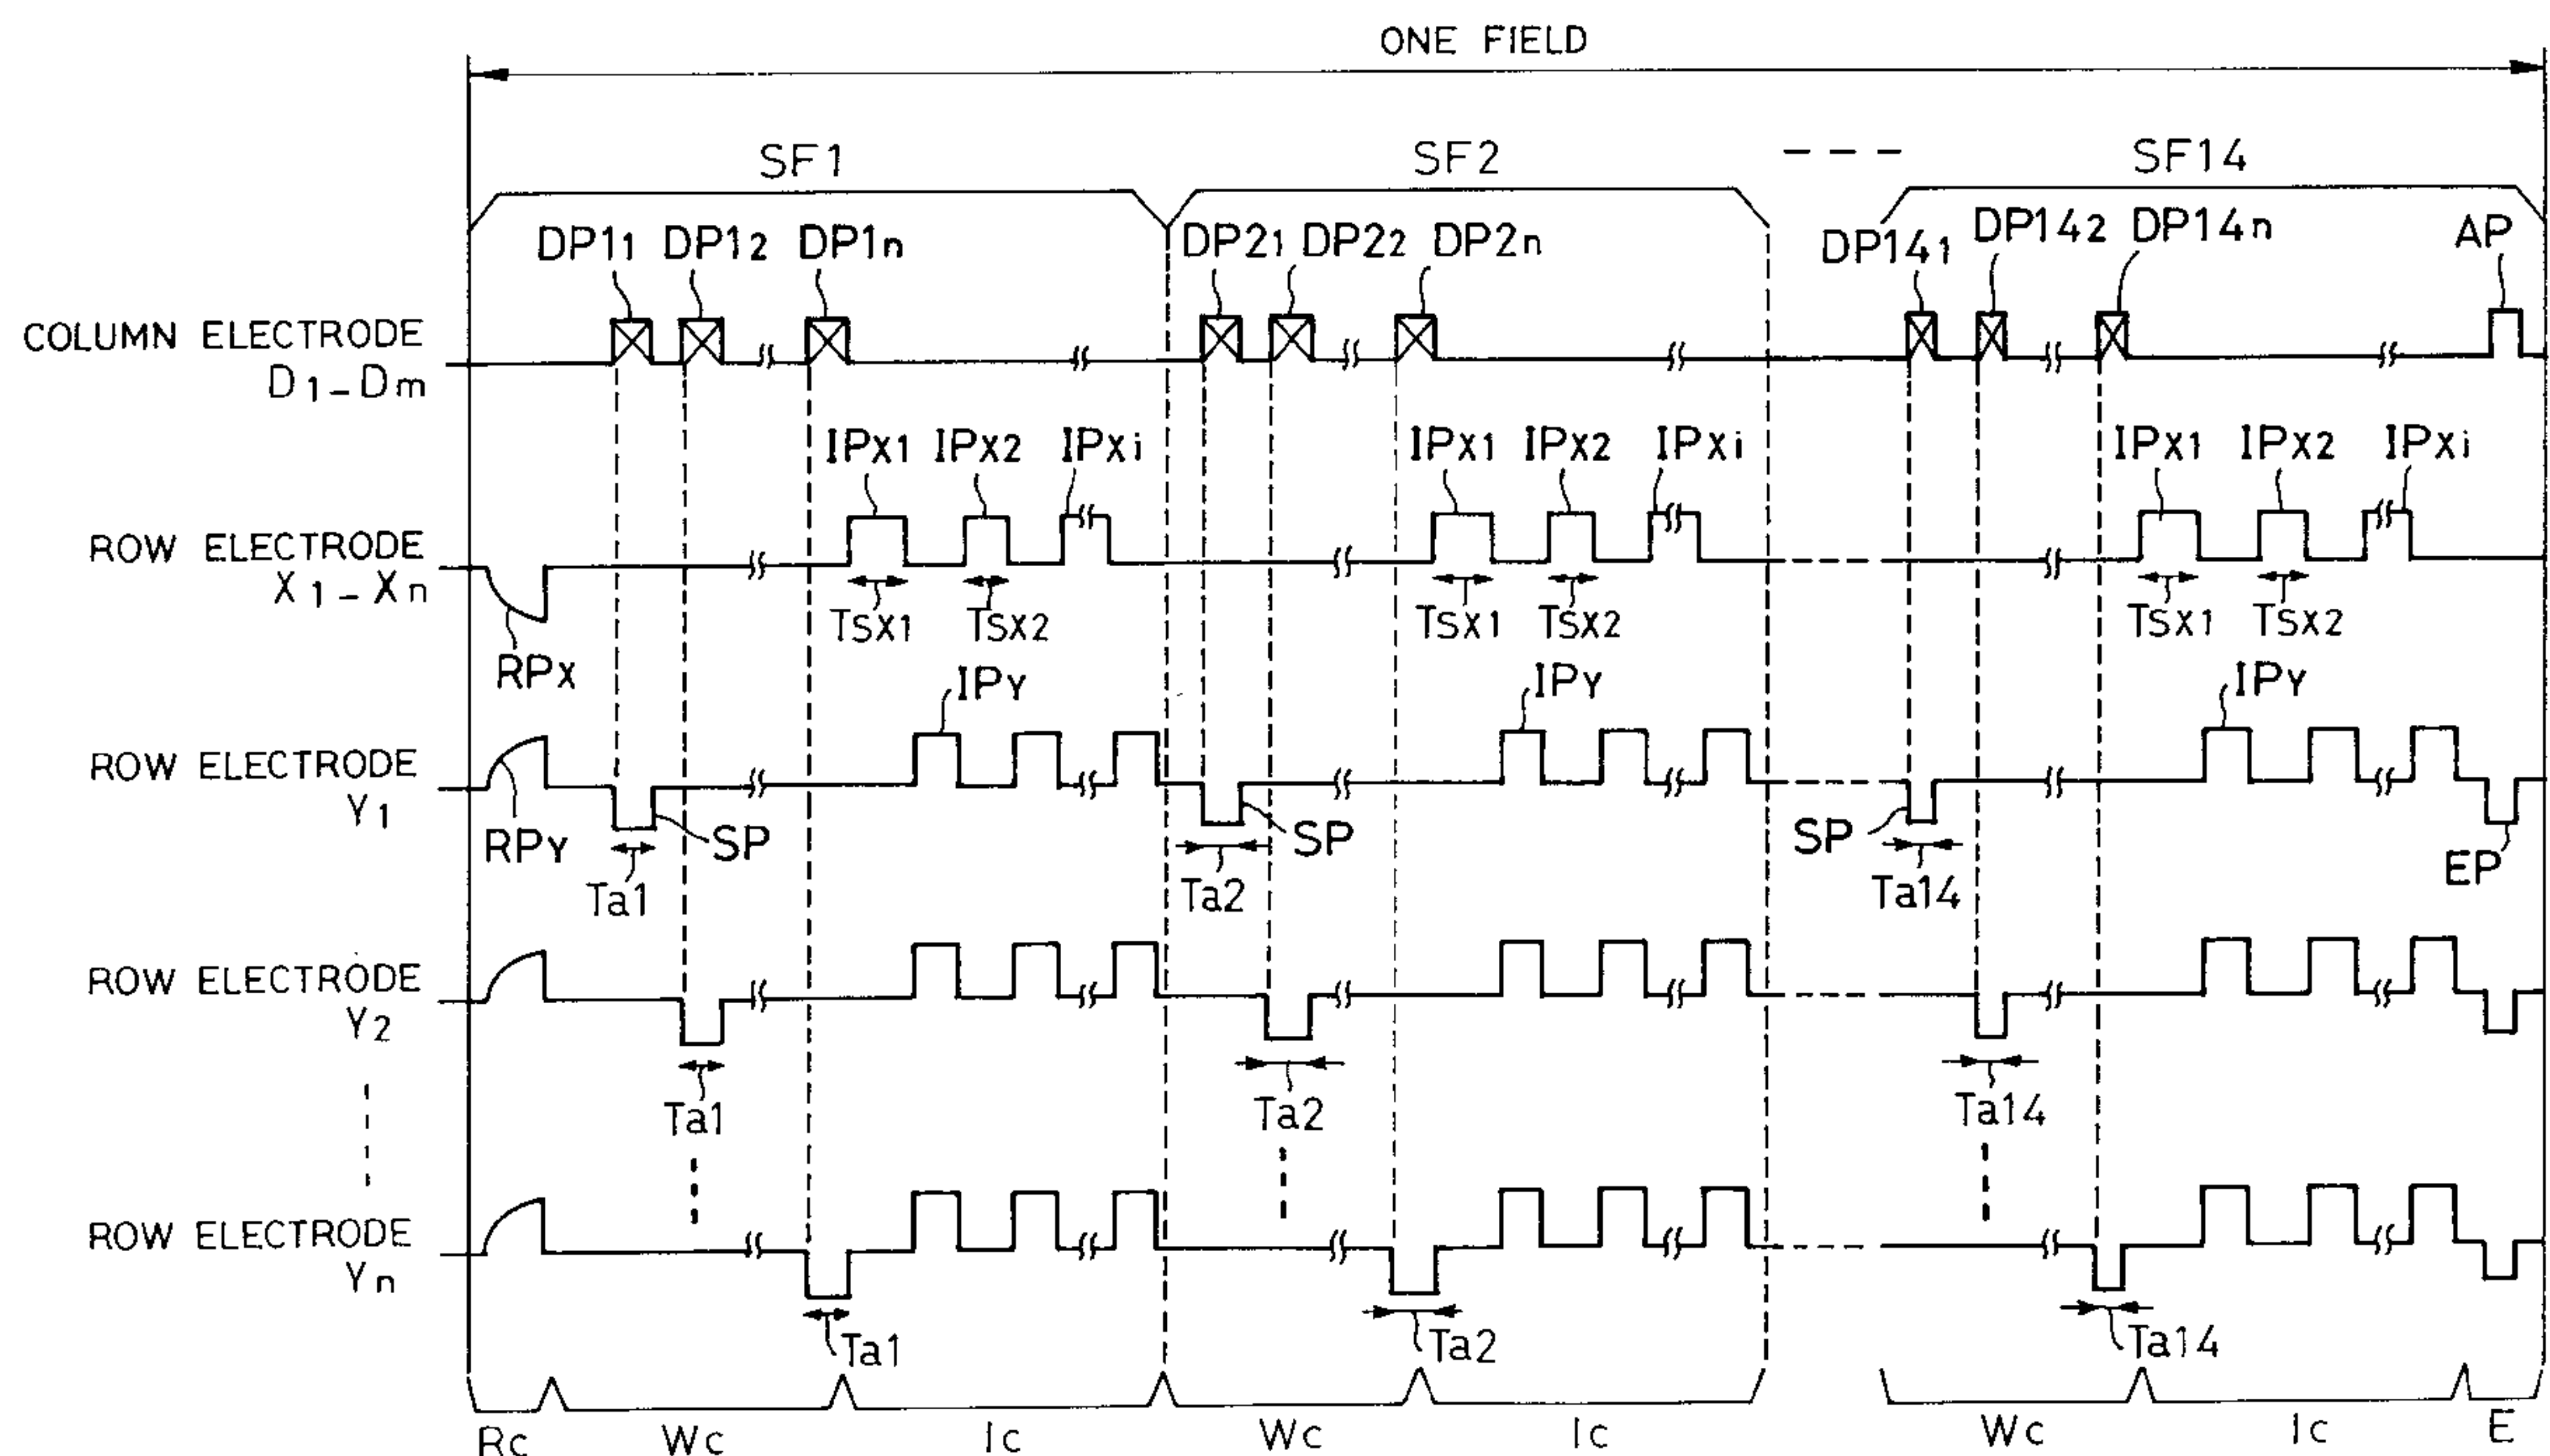 ONE FIELD
SF1 SF2 SF14
DP11 DP12 DP1n DP21 DP22 DP2n DP141 DP142 DP14n AP
COLUMN ELECTRODE
D1-Dm
IPX1 IPX2 IPXi IPX1 IPX2 IPXi IPX1 IPX2 IPXi
ROW ELECTRODE
X1-Xn
TSX1 TSX2 TSX1 TSX2 TSX1 TSX2
RPX
IPY IPY IPY
ROW ELECTRODE
Y1
RPY SP SP SP EP
Ta1 Ta2 Ta14
ROW ELECTRODE
Y2
Ta1 Ta2 Ta14
ROW ELECTRODE
Yn
Ta1 Ta2 Ta14
Rc Wc Ic Wc Ic Wc Ic E